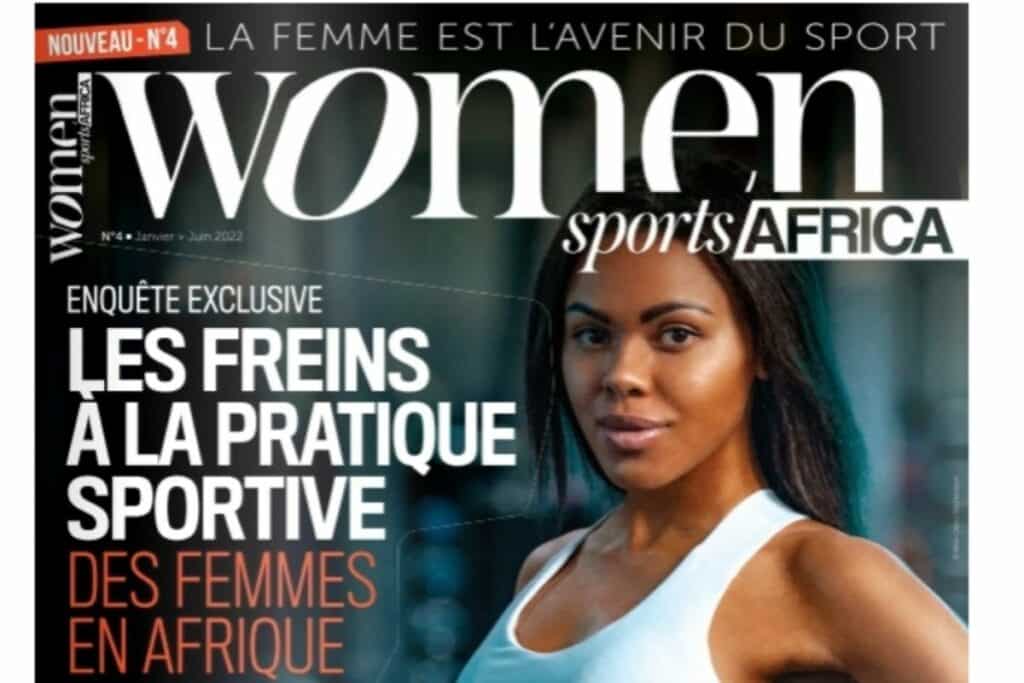 NOUVEAU - N°4
LA FEMME EST L'AVENIR DU SPORT
women
sports/AFRICA
women
sports/AFRICA
N°4 ■ Janvier > Juin 2022
ENQUÊTE EXCLUSIVE
LES FREINS
À LA PRATIQUE
SPORTIVE
DES FEMMES
EN AFRIQUE